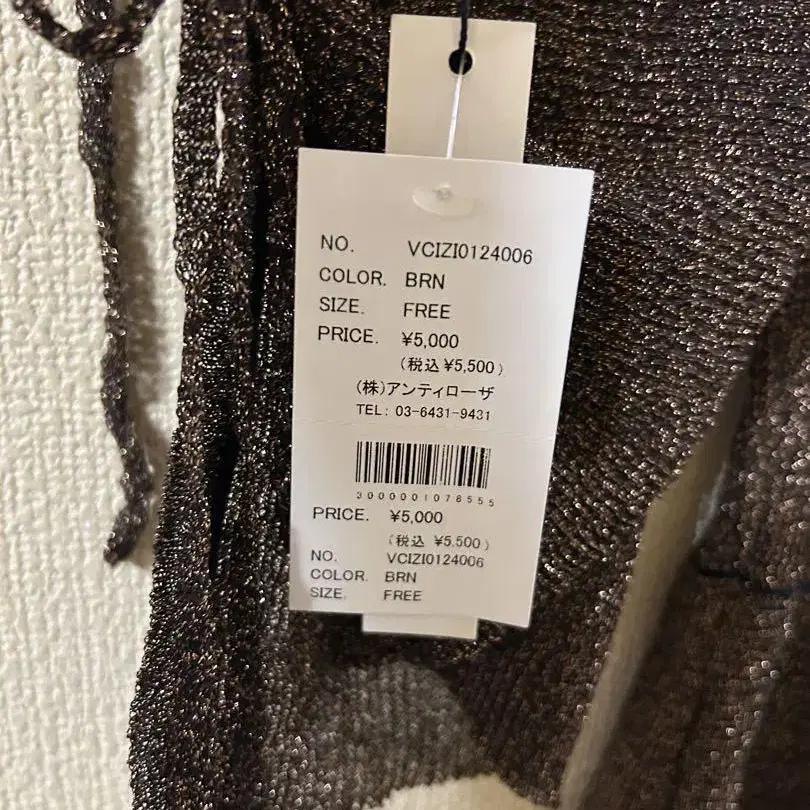 NO. VCIZI0124006
COLOR. BRN
SIZE. FREE
PRICE. ¥5,000
(税込 ¥5,500)
(株)アンティローザ
TEL: 03-6431-9431
3000001076555
PRICE. ¥5,000
(税込 ¥5,500)
NO. VCIZI0124006
COLOR. BRN
SIZE. FREE